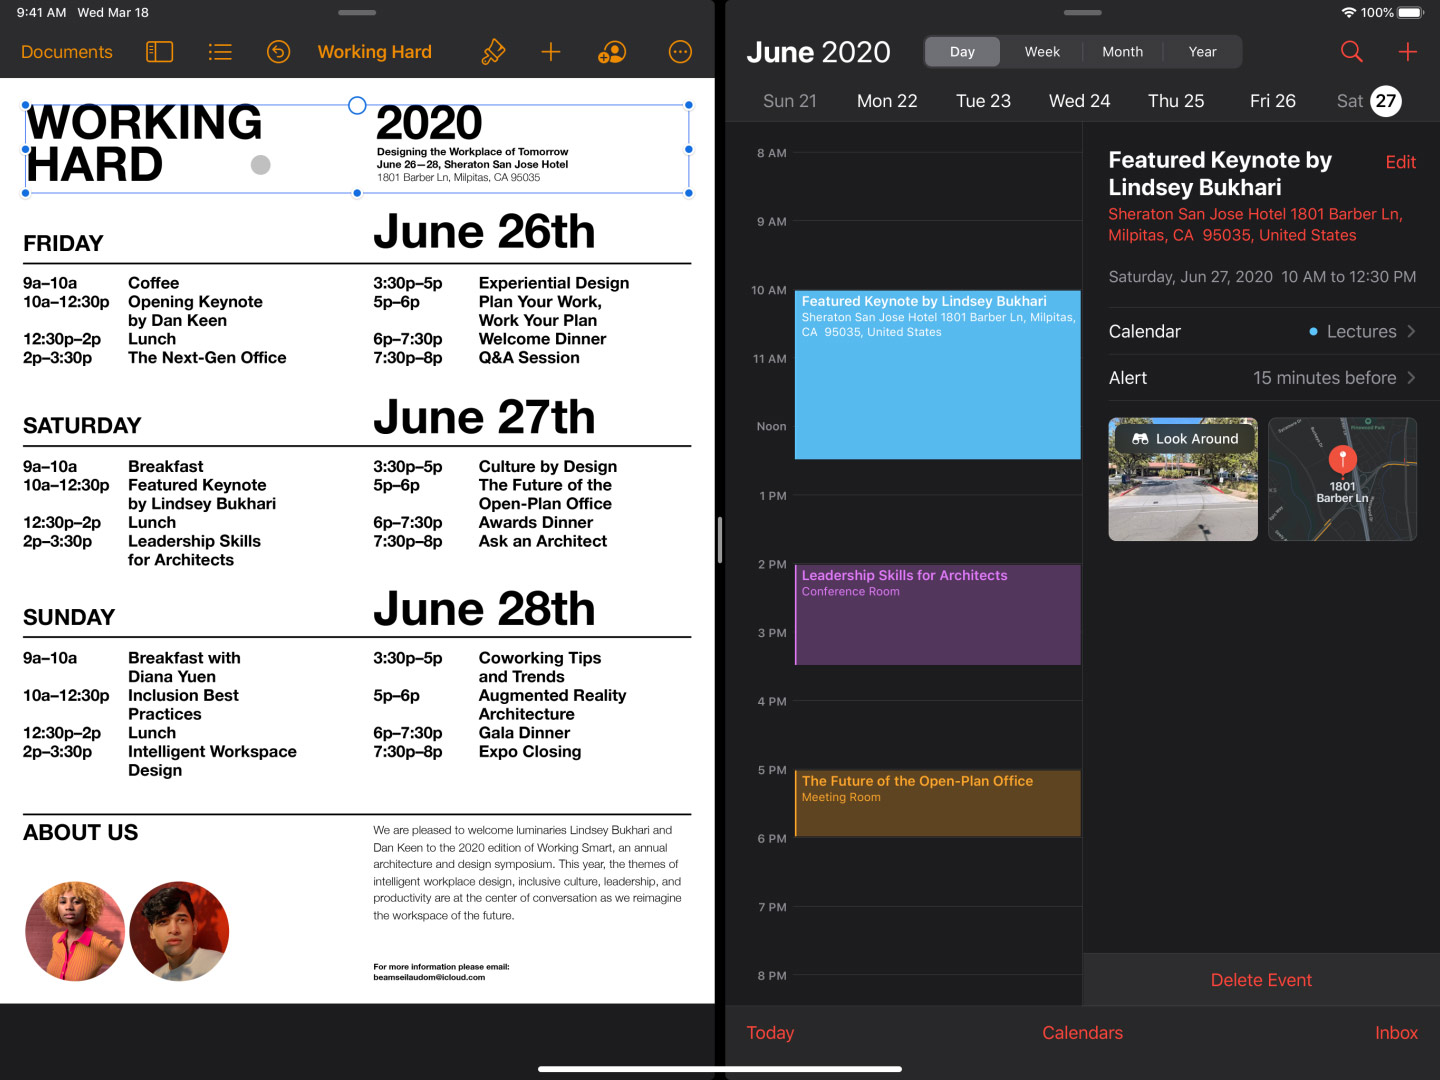 9:41 AM Wed Mar 18
100%
Documents
Working Hard
WORKING
HARD
2020
Designing the Workplace of Tomorrow
June 26—28, Sheraton San Jose Hotel
1801 Barber Ln, Milpitas, CA 95035
FRIDAY
June 26th
9a–10a Coffee
10a–12:30p Opening Keynote
by Dan Keen
12:30p–2p Lunch
2p–3:30p The Next-Gen Office
3:30p–5p Experiential Design
5p–6p Plan Your Work,
Work Your Plan
6p–7:30p Welcome Dinner
7:30p–8p Q&A Session
SATURDAY
June 27th
9a–10a Breakfast
10a–12:30p Featured Keynote
by Lindsey Bukhari
12:30p–2p Lunch
2p–3:30p Leadership Skills
for Architects
3:30p–5p Culture by Design
5p–6p The Future of the
Open-Plan Office
6p–7:30p Awards Dinner
7:30p–8p Ask an Architect
SUNDAY
June 28th
9a–10a Breakfast with
Diana Yuen
10a–12:30p Inclusion Best
Practices
12:30p–2p Lunch
2p–3:30p Intelligent Workspace
Design
3:30p–5p Coworking Tips
and Trends
5p–6p Augmented Reality
Architecture
6p–7:30p Gala Dinner
7:30p–8p Expo Closing
ABOUT US
We are pleased to welcome luminaries Lindsey Bukhari and
Dan Keen to the 2020 edition of Working Smart, an annual
architecture and design symposium. This year, the themes of
intelligent workplace design, inclusive culture, leadership, and
productivity are at the center of conversation as we reimagine
the workspace of the future.
For more information please email:
beamseilaudom@icloud.com
June 2020
Day Week Month Year
Sun 21 Mon 22 Tue 23 Wed 24 Thu 25 Fri 26 Sat 27
8 AM
9 AM
10 AM
Featured Keynote by Lindsey Bukhari
Sheraton San Jose Hotel 1801 Barber Ln, Milpitas,
CA 95035, United States
11 AM
Noon
1 PM
2 PM
Leadership Skills for Architects
Conference Room
3 PM
4 PM
5 PM
The Future of the Open-Plan Office
Meeting Room
6 PM
7 PM
8 PM
Featured Keynote by
Lindsey Bukhari
Edit
Sheraton San Jose Hotel 1801 Barber Ln,
Milpitas, CA 95035, United States
Saturday, Jun 27, 2020 10 AM to 12:30 PM
Calendar Lectures
Alert 15 minutes before
Look Around
1801
Barber Ln
Delete Event
Today Calendars Inbox